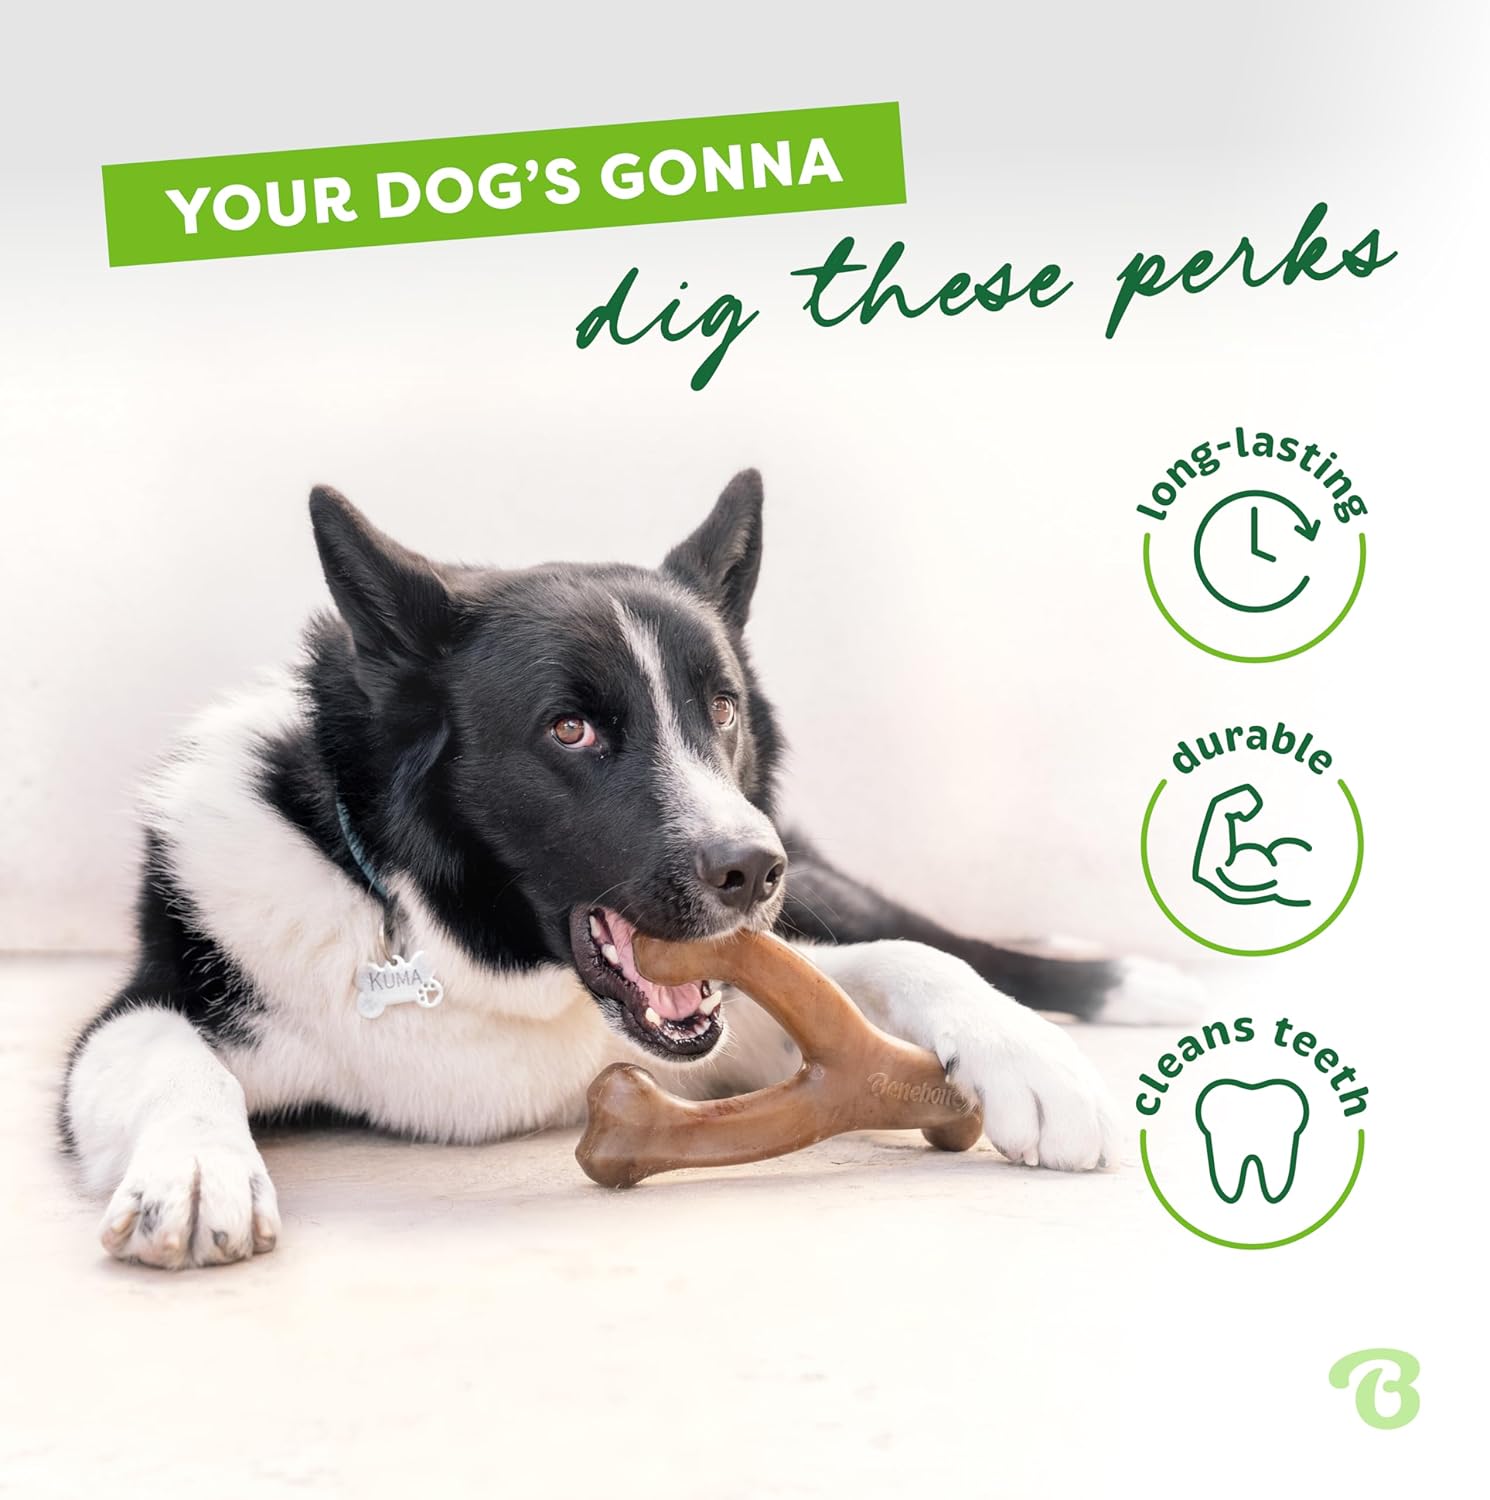 YOUR DOG'S GONNA
dig these perks
long-lasting
durable
KUMA
Benebone
cleans teeth
B